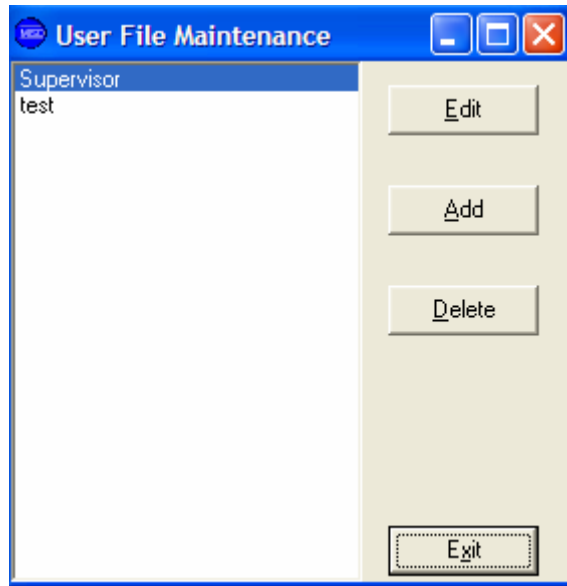 User File Maintenance
Supervisor
test
Edit
Add
Delete
Exit